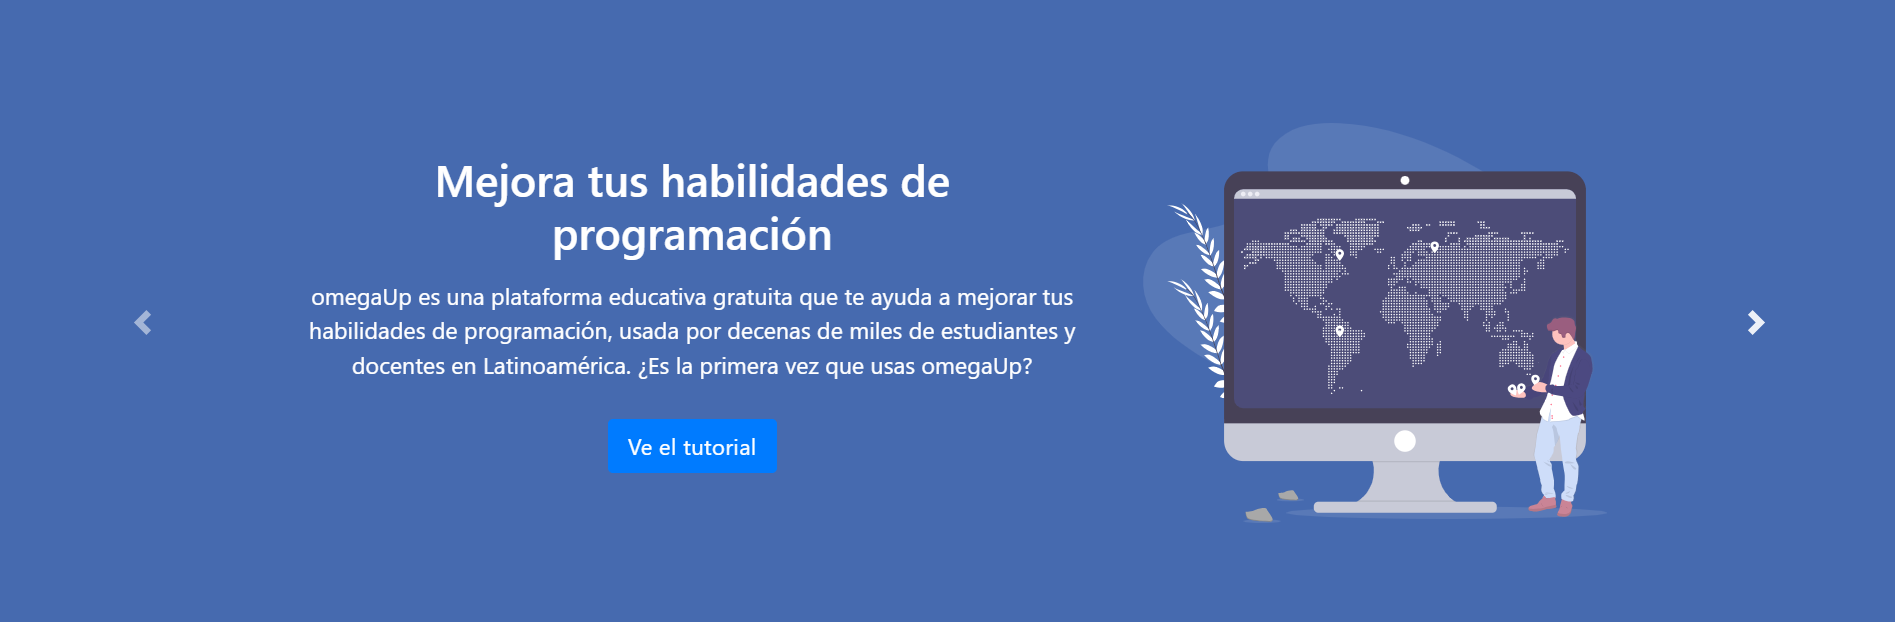 Mejora tus habilidades de
programación
omegaUp es una plataforma educativa gratuita que te ayuda a mejorar tus
habilidades de programación, usada por decenas de miles de estudiantes y
docentes en Latinoamérica. ¿Es la primera vez que usas omegaUp?
Ve el tutorial